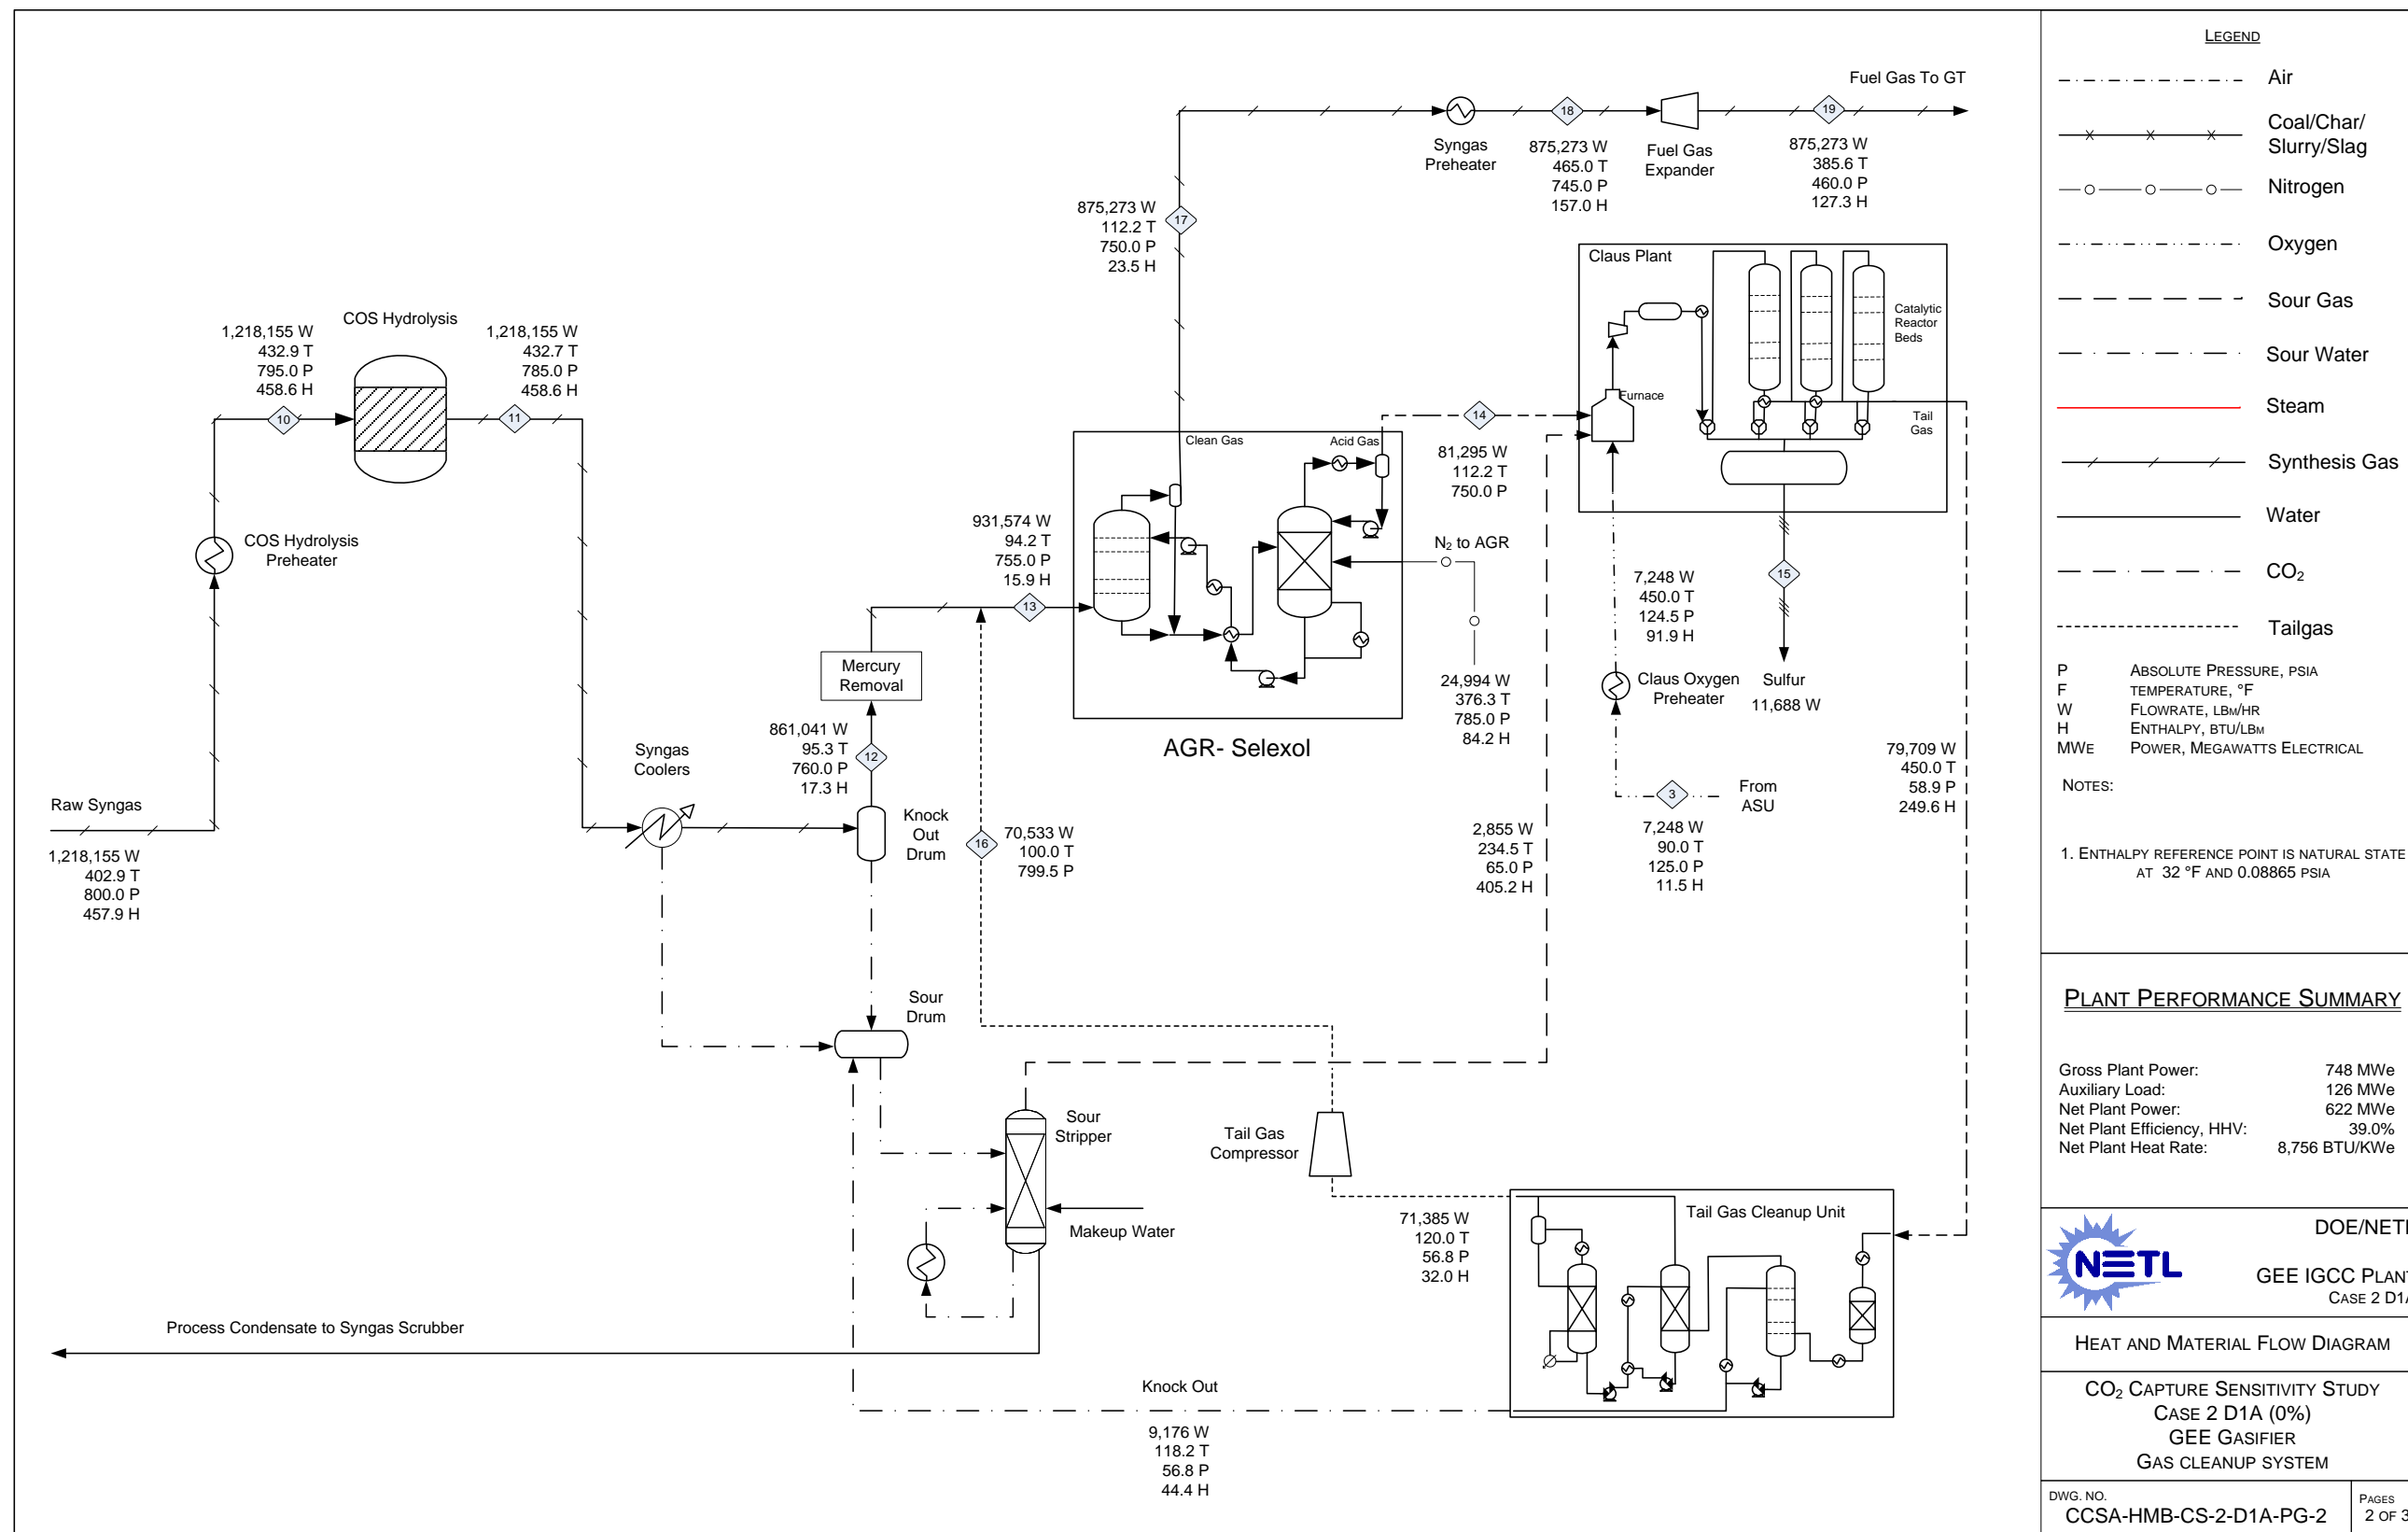 Fuel Gas To GT
18
19
Syngas
Preheater
875,273 W
465.0 T
745.0 P
157.0 H
Fuel Gas
Expander
875,273 W
385.6 T
460.0 P
127.3 H
875,273 W
112.2 T
750.0 P
23.5 H
17
COS Hydrolysis
1,218,155 W
432.9 T
795.0 P
458.6 H
1,218,155 W
432.7 T
785.0 P
458.6 H
10
11
COS Hydrolysis
Preheater
Claus Plant
Catalytic
Reactor
Beds
Furnace
Tail
Gas
14
81,295 W
112.2 T
750.0 P
Clean Gas
Acid Gas
931,574 W
94.2 T
755.0 P
15.9 H
13
N2 to AGR
24,994 W
376.3 T
785.0 P
84.2 H
AGR- Selexol
7,248 W
450.0 T
124.5 P
91.9 H
15
Claus Oxygen
Preheater
Sulfur
11,688 W
Mercury
Removal
861,041 W
95.3 T
760.0 P
17.3 H
12
Syngas
Coolers
Knock
Out
Drum
16
70,533 W
100.0 T
799.5 P
3
From
ASU
7,248 W
90.0 T
125.0 P
11.5 H
79,709 W
450.0 T
58.9 P
249.6 H
2,855 W
234.5 T
65.0 P
405.2 H
Raw Syngas
1,218,155 W
402.9 T
800.0 P
457.9 H
Sour
Drum
Sour
Stripper
Makeup Water
Tail Gas
Compressor
71,385 W
120.0 T
56.8 P
32.0 H
Tail Gas Cleanup Unit
Process Condensate to Syngas Scrubber
Knock Out
9,176 W
118.2 T
56.8 P
44.4 H
LEGEND
Air
Coal/Char/
Slurry/Slag
Nitrogen
Oxygen
Sour Gas
Sour Water
Steam
Synthesis Gas
Water
CO2
Tailgas
P ABSOLUTE PRESSURE, PSIA
F TEMPERATURE, °F
W FLOWRATE, LBM/HR
H ENTHALPY, BTU/LBM
MWE POWER, MEGAWATTS ELECTRICAL
NOTES:
1. ENTHALPY REFERENCE POINT IS NATURAL STATE
AT 32 °F AND 0.08865 PSIA
PLANT PERFORMANCE SUMMARY
Gross Plant Power: 748 MWe
Auxiliary Load: 126 MWe
Net Plant Power: 622 MWe
Net Plant Efficiency, HHV: 39.0%
Net Plant Heat Rate: 8,756 BTU/KWe
NETL
DOE/NETL
GEE IGCC PLANT
CASE 2 D1A
HEAT AND MATERIAL FLOW DIAGRAM
CO2 CAPTURE SENSITIVITY STUDY
CASE 2 D1A (0%)
GEE GASIFIER
GAS CLEANUP SYSTEM
DWG. NO.
CCSA-HMB-CS-2-D1A-PG-2
PAGES
2 OF 3